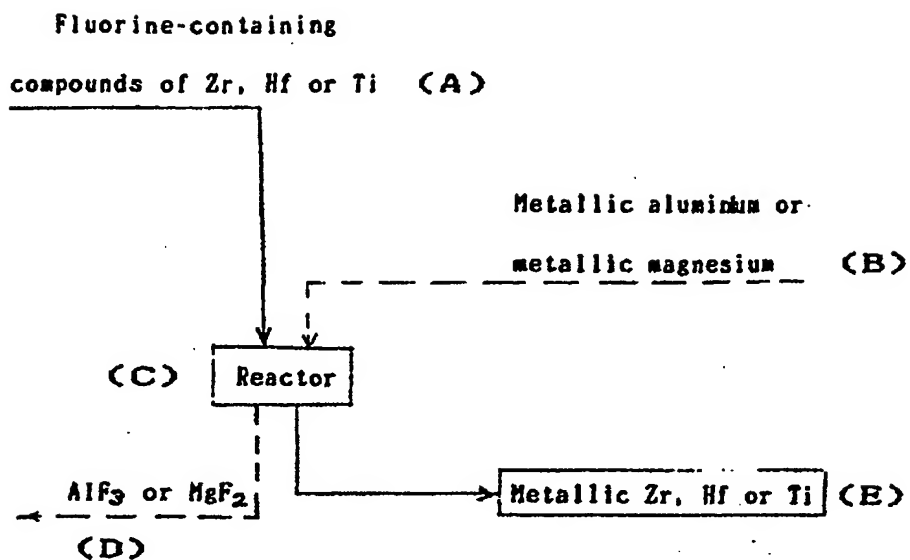 Fluorine-containing
compounds of Zr, Hf or Ti (A)
Metallic aluminum or
metallic magnesium (B)
(C) Reactor
AlF3 or MgF2
(D)
Metallic Zr, Hf or Ti (E)